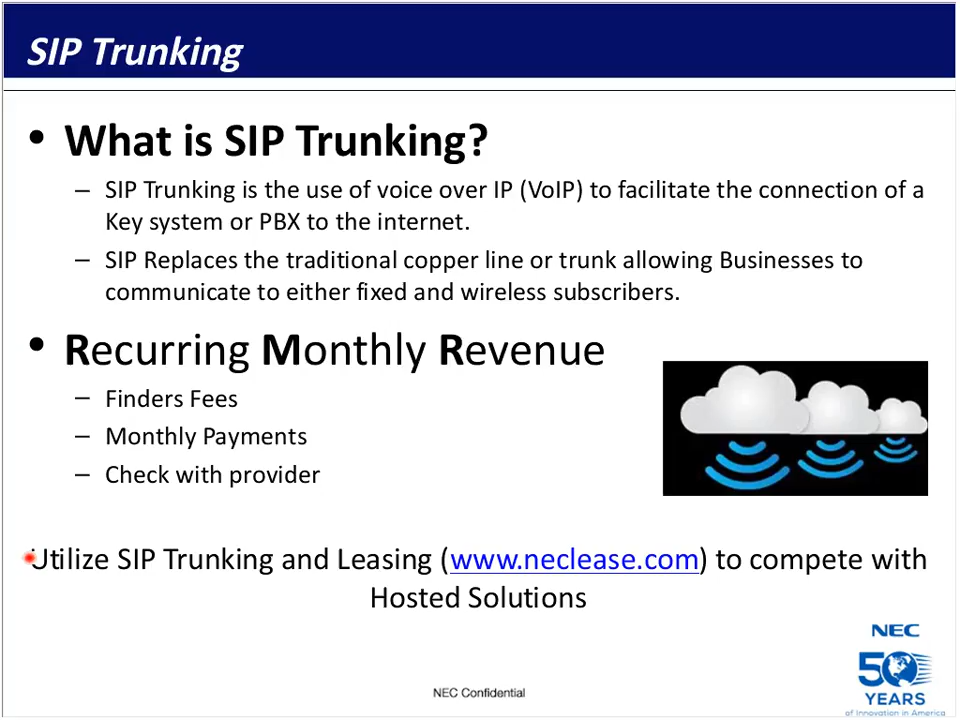 SIP Trunking
• What is SIP Trunking?
– SIP Trunking is the use of voice over IP (VoIP) to facilitate the connection of a
Key system or PBX to the internet.
– SIP Replaces the traditional copper line or trunk allowing Businesses to
communicate to either fixed and wireless subscribers.
• Recurring Monthly Revenue
– Finders Fees
– Monthly Payments
– Check with provider
Utilize SIP Trunking and Leasing (www.neclease.com) to compete with
Hosted Solutions
NEC
50
YEARS
of Innovation in America
NEC Confidential